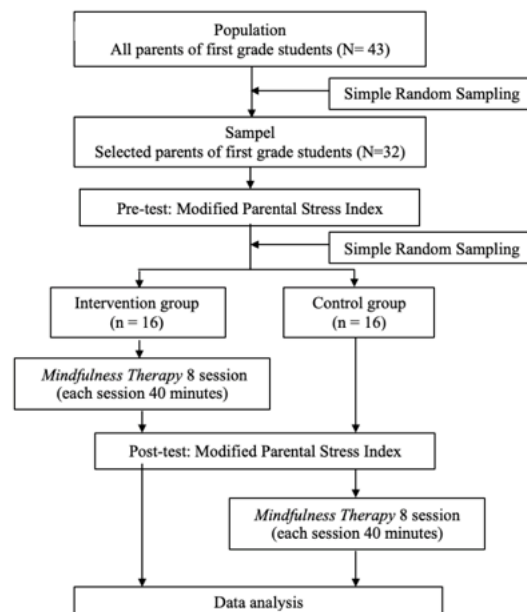 Population
All parents of first grade students (N= 43)
Simple Random Sampling
Sampel
Selected parents of first grade students (N=32)
Pre-test: Modified Parental Stress Index
Simple Random Sampling
Intervention group
(n = 16)
Control group
(n = 16)
Mindfulness Therapy 8 session
(each session 40 minutes)
Post-test: Modified Parental Stress Index
Mindfulness Therapy 8 session
(each session 40 minutes)
Data analysis